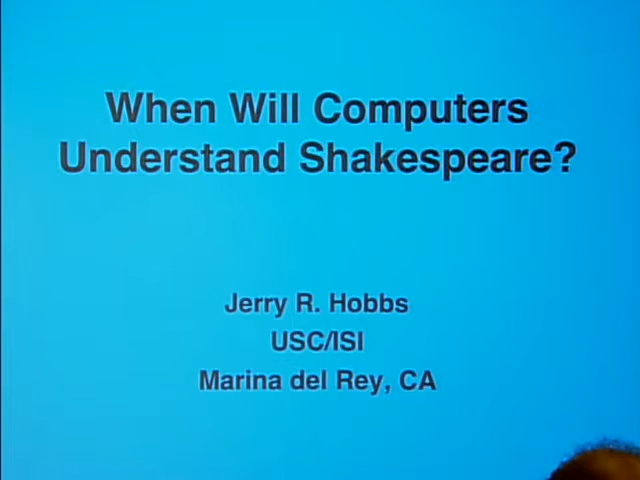 When Will Computers
Understand Shakespeare?
Jerry R. Hobbs
USC/ISI
Marina del Rey, CA